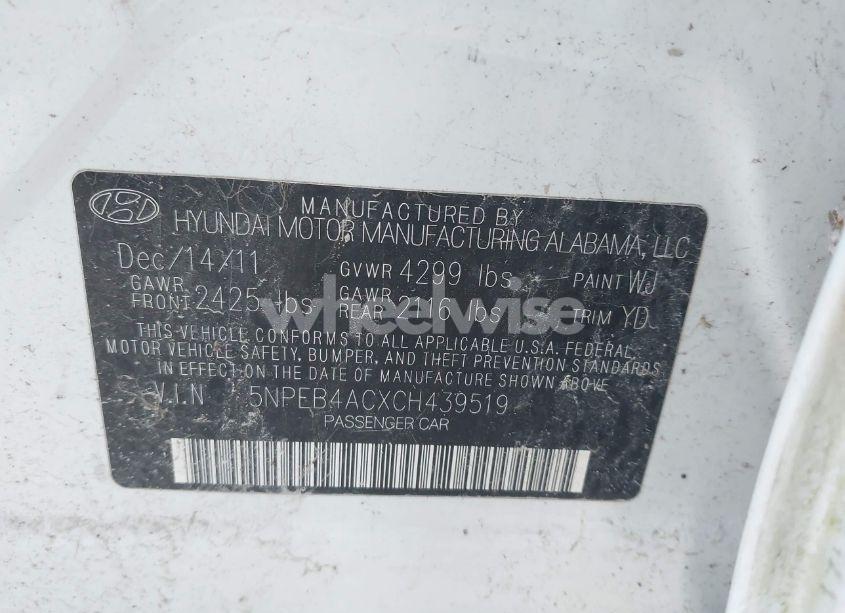 MANUFACTURED BY
HYUNDAI MOTOR MANUFACTURING ALABAMA, LLC
Dec/14/11 GVWR 4299 lbs PAINT WJ
GAWR FRONT 2425 lbs GAWR REAR 2116 lbs TRIM YD
wheelwise
THIS VEHICLE CONFORMS TO ALL APPLICABLE U.S.A. FEDERAL
MOTOR VEHICLE SAFETY, BUMPER, AND THEFT PREVENTION STANDARDS
IN EFFECT ON THE DATE OF MANUFACTURE SHOWN ABOVE
V.I.N 5NPEB4ACXCH439519
PASSENGER CAR